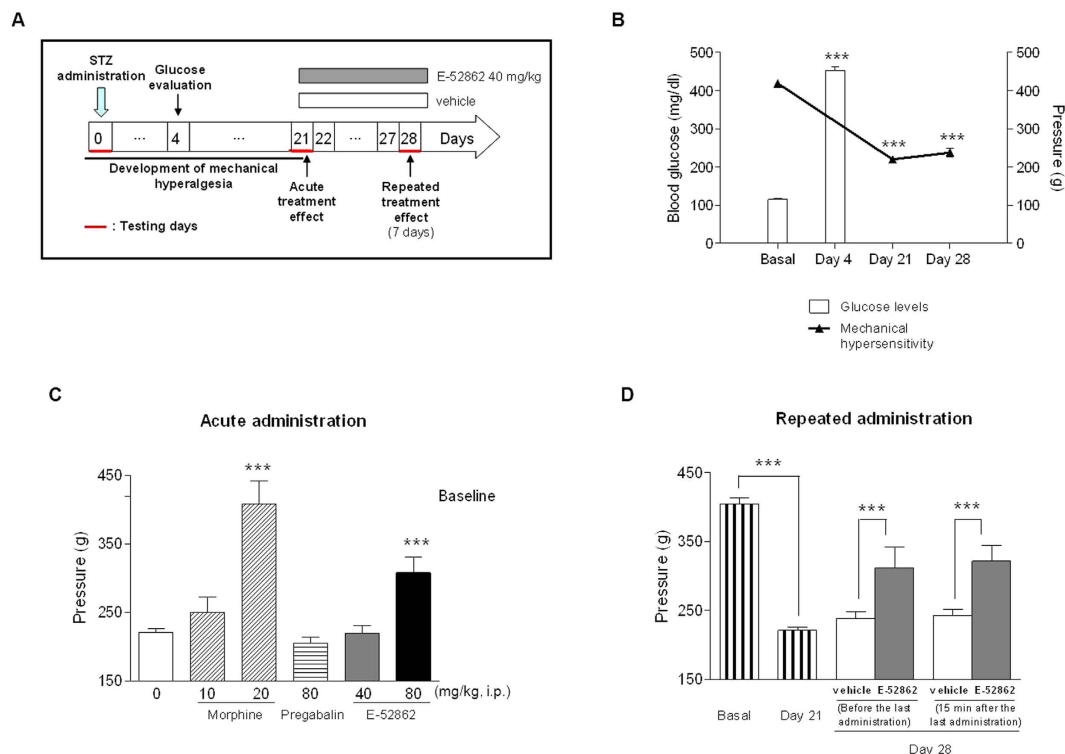 A
STZ
administration
Glucose
evaluation
E-52862 40 mg/kg
vehicle
0 ... 4 ... 21 22 ... 27 28 Days
Development of mechanical
hyperalgesia
Acute
treatment
effect
Repeated
treatment
effect
(7 days)
: Testing days
B
Blood glucose (mg/dl)
500
400
300
200
100
0
***
***
***
500
400
300
200
100
0
Pressure (g)
Basal Day 4 Day 21 Day 28
Glucose levels
Mechanical
hypersensitivity
C
Acute administration
Pressure (g)
450
350
250
150
***
***
Baseline
0 10 20 80 40 80 (mg/kg, i.p.)
Morphine Pregabalin E-52862
D
Repeated administration
Pressure (g)
450
350
250
150
***
***
***
vehicle E-52862 vehicle E-52862
Basal Day 21
(Before the last
administration)
(15 min after the
last administration)
Day 28